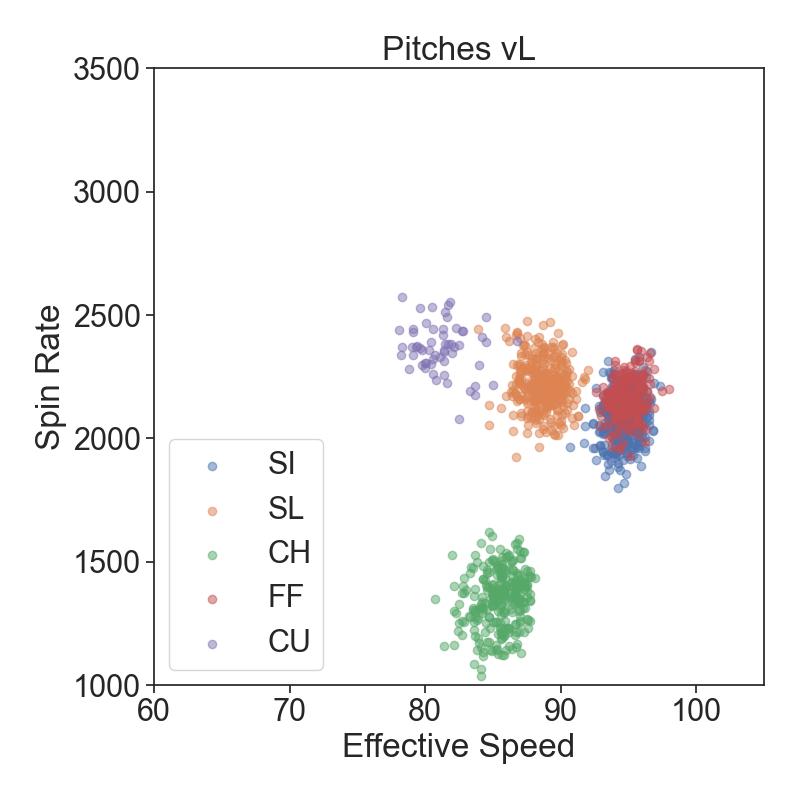 Pitches vL
3500
3000
2500
2000
1500
1000
Spin Rate
SI
SL
CH
FF
CU
60 70 80 90 100
Effective Speed